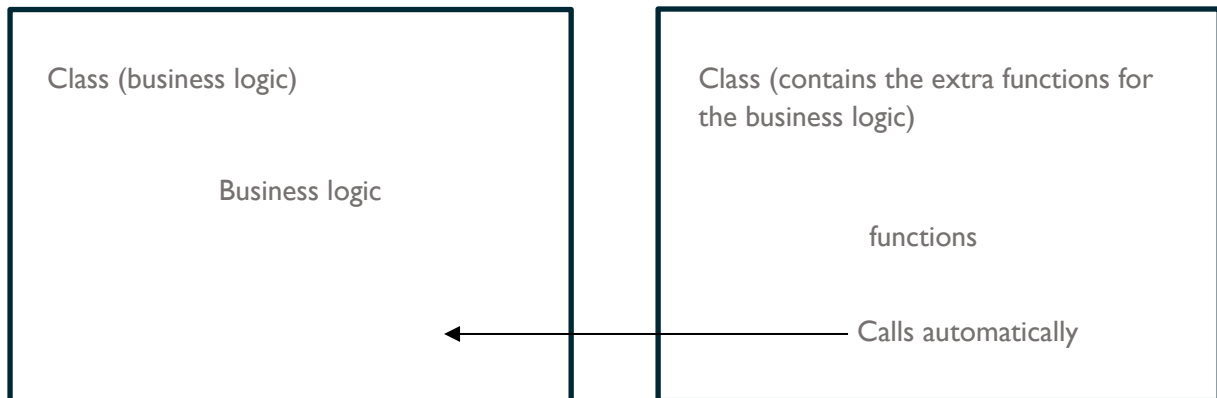 Class (business logic)
Business logic
Class (contains the extra functions for
the business logic)
functions
Calls automatically